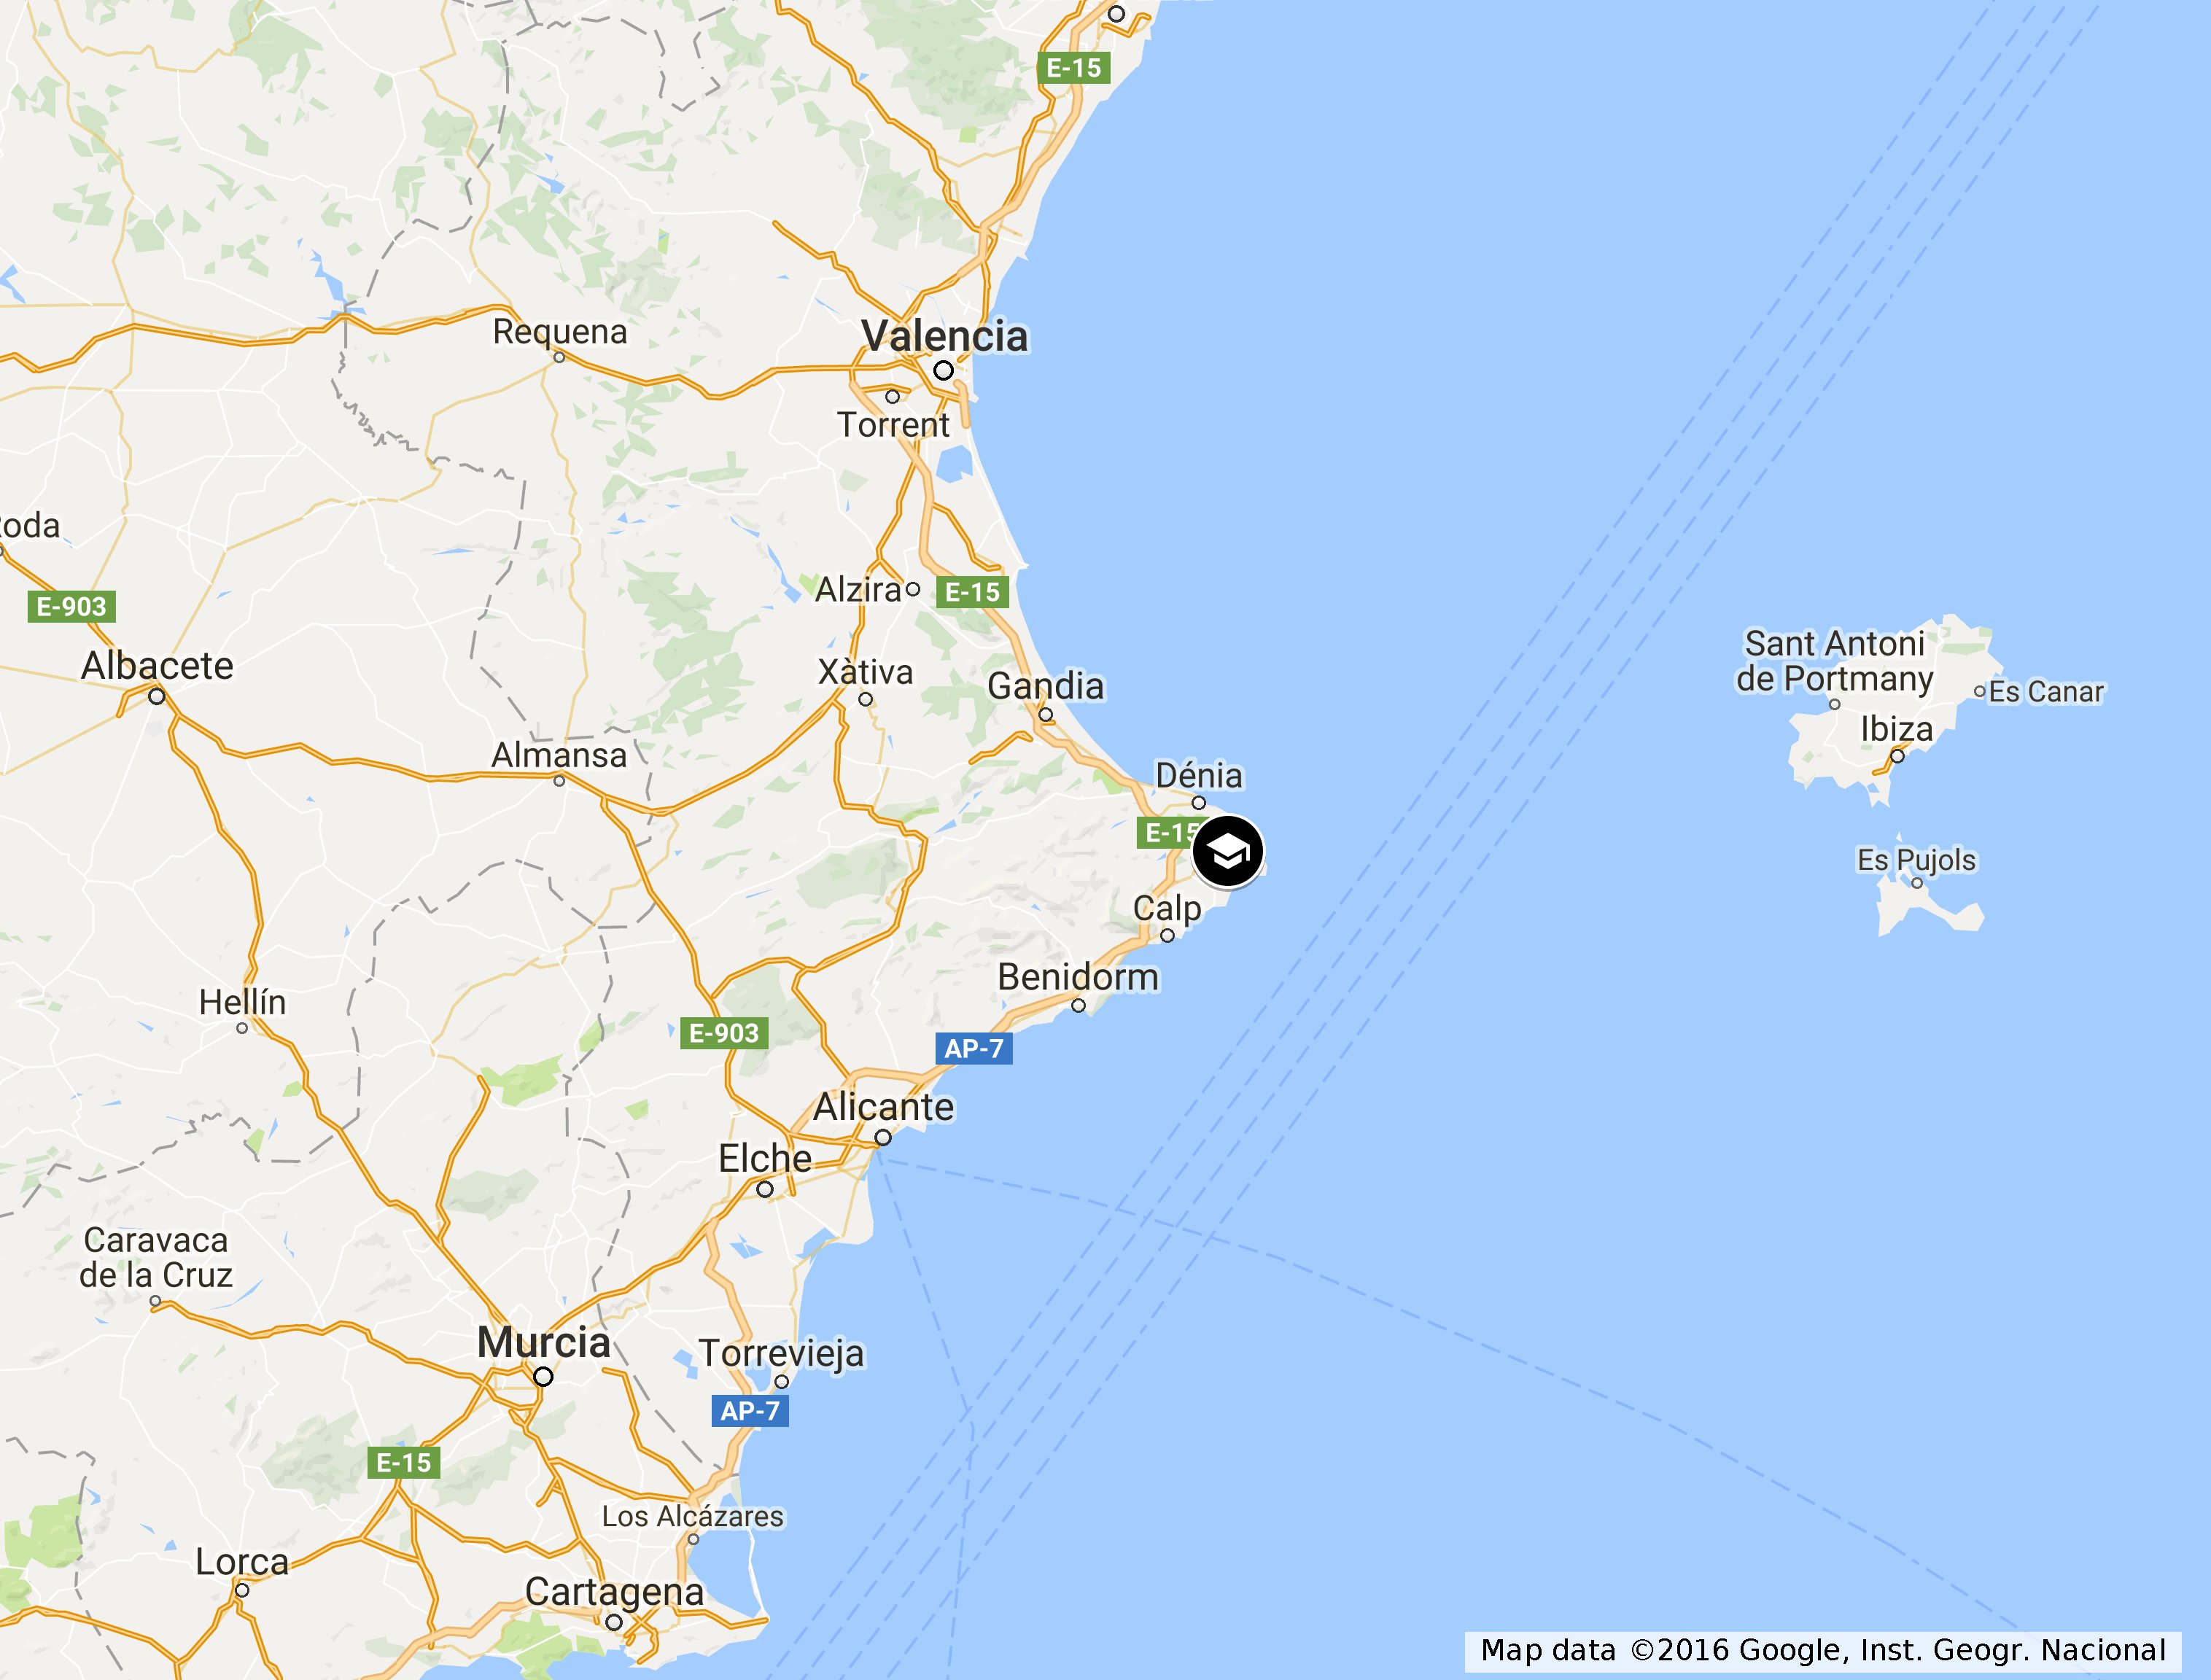 E-15
Requena
Valencia
Torrent
Alzira
E-15
E-903
Albacete
Xàtiva
Gandia
Sant Antoni
de Portmany
Es Canar
Ibiza
Almansa
Dénia
E-15
Es Pujols
Calp
Benidorm
Hellín
E-903
AP-7
Alicante
Elche
Caravaca
de la Cruz
Murcia
Torrevieja
AP-7
E-15
Los Alcázares
Lorca
Cartagena
Map data ©2016 Google, Inst. Geogr. Nacional